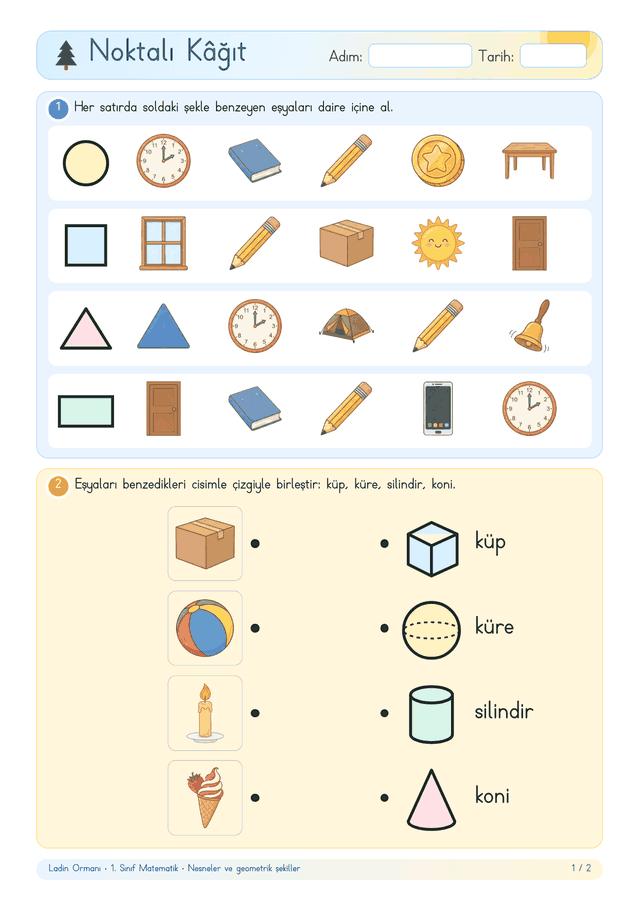 Noktalı Kâğıt
Adım:
Tarih:
1 Her satırda soldaki şekle benzeyen eşyaları daire içine al.
2 Eşyaları benzedikleri cisimle çizgiyle birleştir: küp, küre, silindir, koni.
küp
küre
silindir
koni
Ladin Ormanı • 1. Sınıf Matematik • Nesneler ve geometrik şekiller
1 / 2